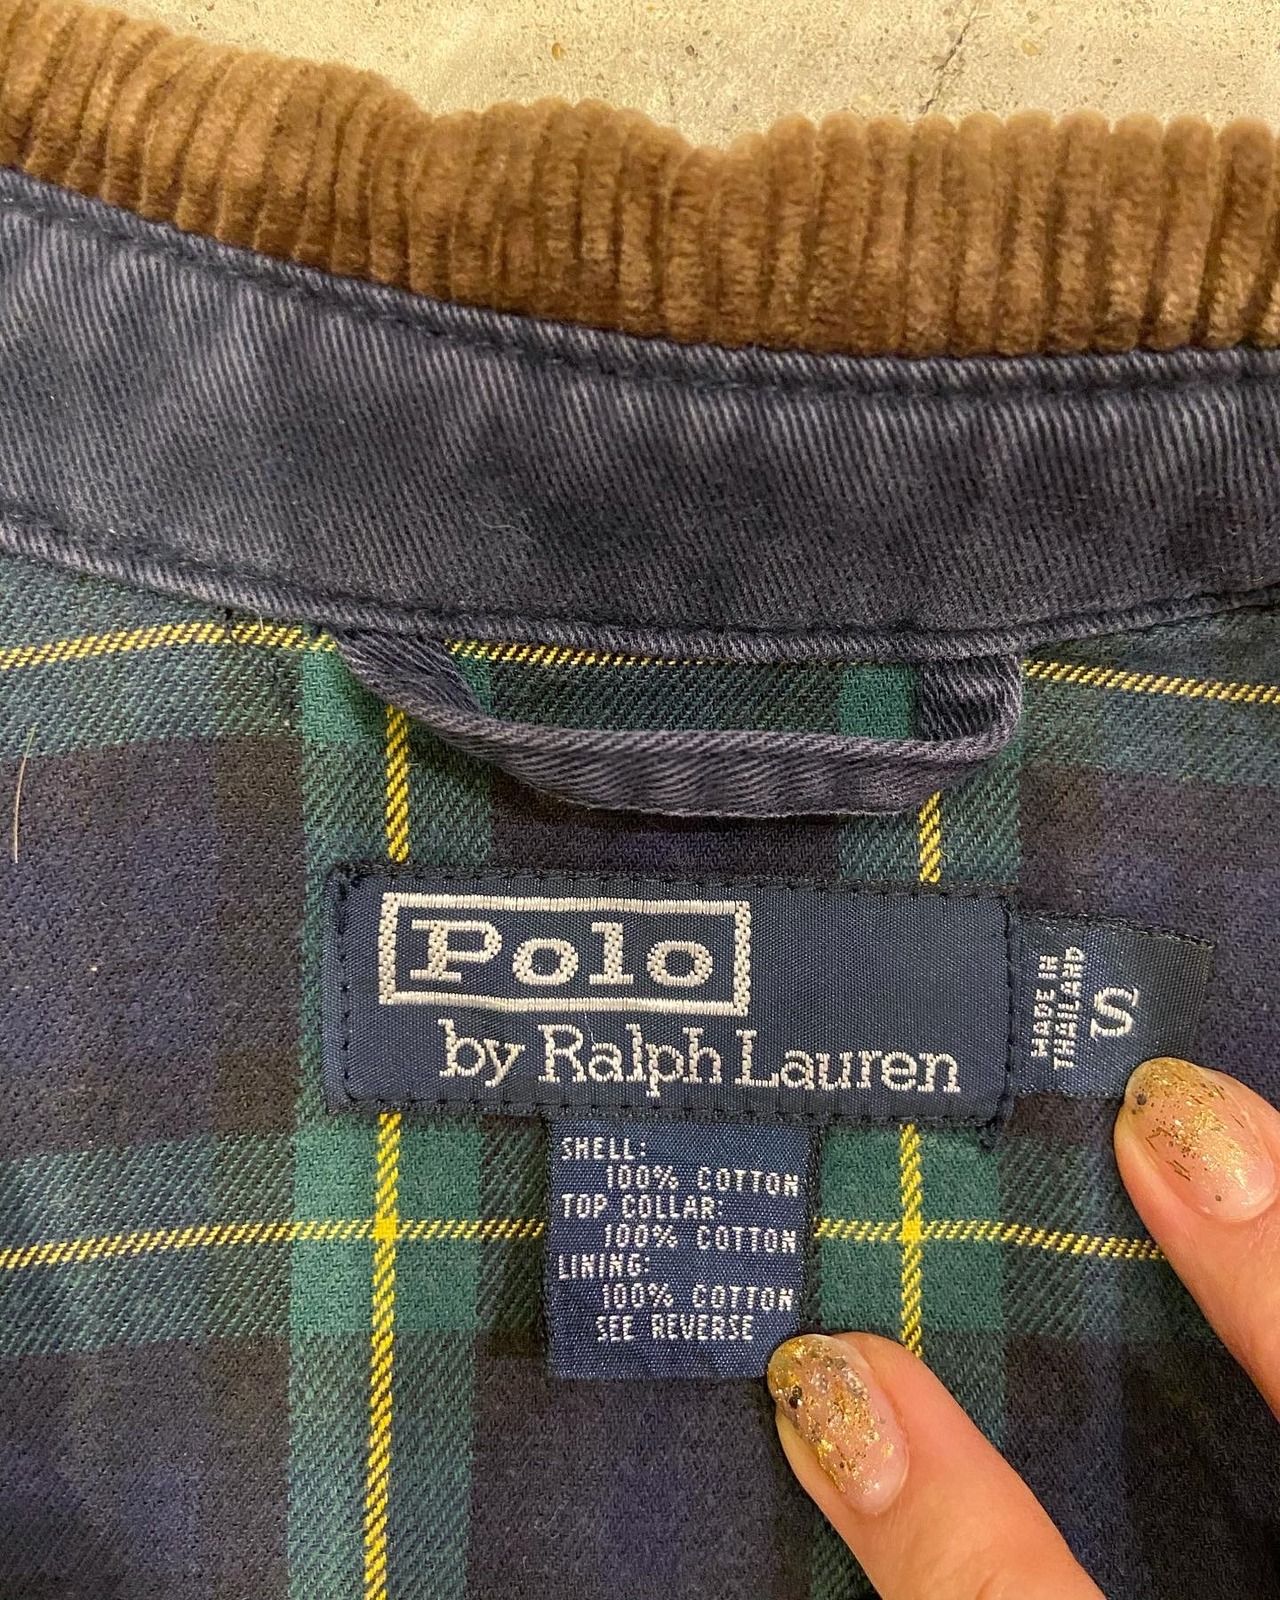 Polo
by Ralph Lauren
MADE IN
THAILAND
S
SHELL:
100% COTTON
TOP COLLAR:
100% COTTON
LINING:
100% COTTON
SEE REVERSE